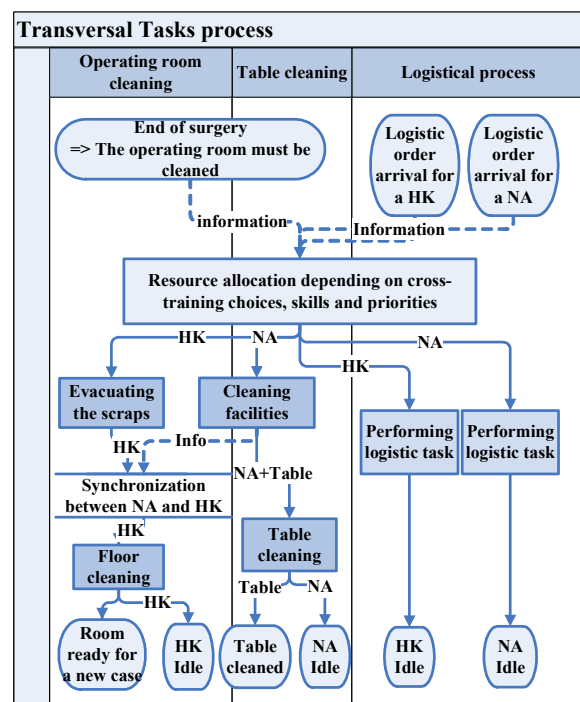 Transversal Tasks process
Operating room
cleaning
Table cleaning
Logistical process
End of surgery
=> The operating room must be
cleaned
Logistic
order
arrival for
a HK
Logistic
order
arrival for
a NA
information
Information
Resource allocation depending on cross-
training choices, skills and priorities
HK
NA
HK
NA
Evacuating
the scraps
Cleaning
facilities
Performing
logistic task
Performing
logistic task
HK
Info
NA+Table
Synchronization
between NA and HK
HK
Floor
cleaning
Table
cleaning
HK
Table
NA
Room
ready for
a new case
HK
Idle
Table
cleaned
NA
Idle
HK
Idle
NA
Idle